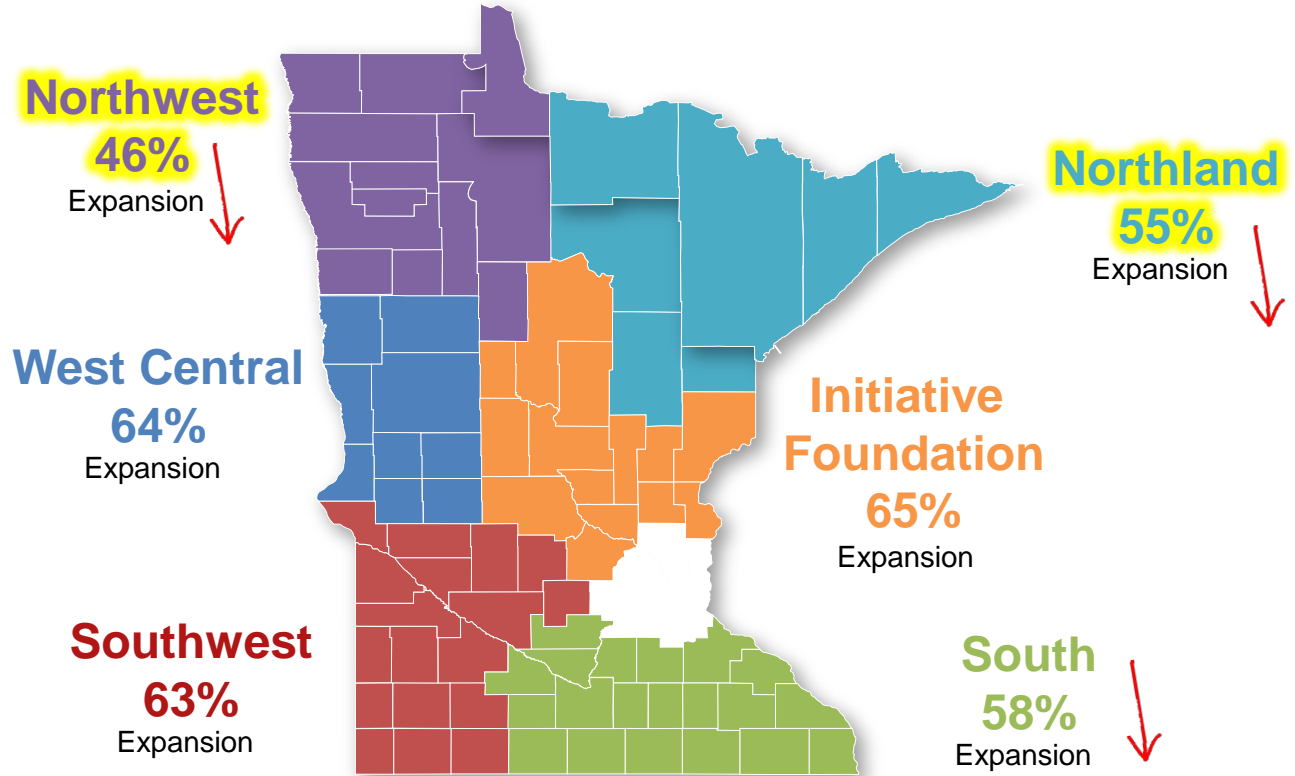 Northwest
46%
Expansion
Northland
55%
Expansion
West Central
64%
Expansion
Initiative
Foundation
65%
Expansion
Southwest
63%
Expansion
South
58%
Expansion